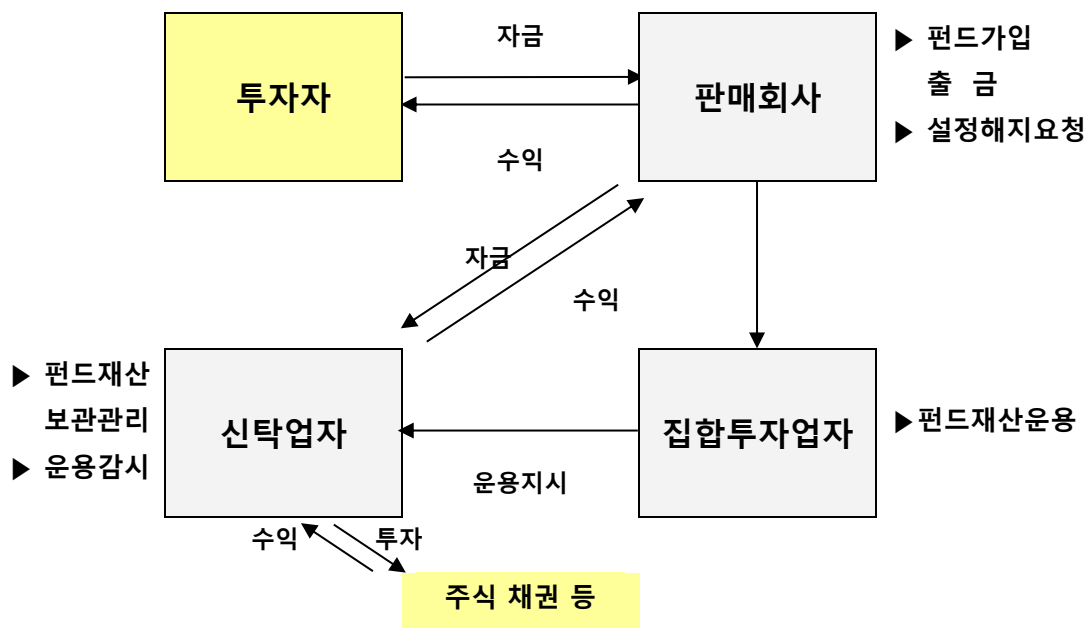 자금
투자자
판매회사
▶ 펀드가입
출 금
▶ 설정해지요청
수익
자금
수익
▶ 펀드재산
보관관리
▶ 운용감시
신탁업자
집합투자업자
▶펀드재산운용
운용지시
수익
투자
주식 채권 등